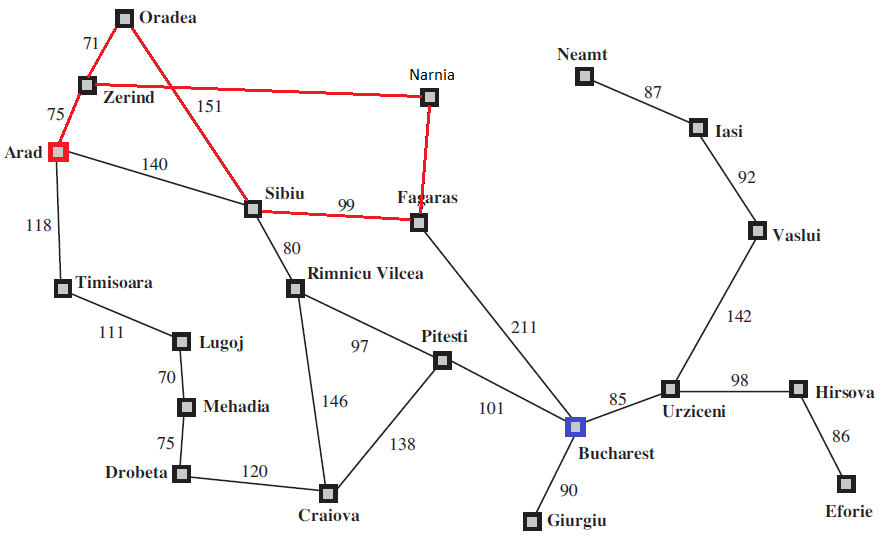 Oradea
71
Neamt
87
Narnia
Zerind
151
75
Iasi
Arad
140
92
Sibiu
99
Fagaras
118
Vaslui
80
Timisoara
Rimnicu Vilcea
142
111
Lugoj
97
Pitesti
211
70
98
Hirsova
Mehadia
146
101
85
Urziceni
75
138
86
Drobeta
120
Bucharest
90
Craiova
Giurgiu
Eforie